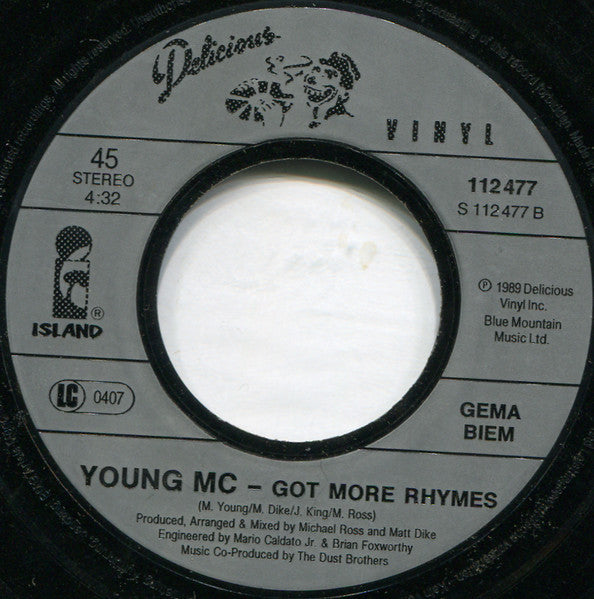 Delicious
VINYL
45
STEREO
4:32
112 477
S 112 477 B
ISLAND
®
℗ 1989 Delicious
Vinyl Inc.
Blue Mountain
Music Ltd.
LC 0407
GEMA
BIEM
YOUNG MC – GOT MORE RHYMES
(M. Young/M. Dike/J. King/M. Ross)
Produced, Arranged & Mixed by Michael Ross and Matt Dike
Engineered by Mario Caldato Jr. & Brian Foxworthy
Music Co-Produced by The Dust Brothers